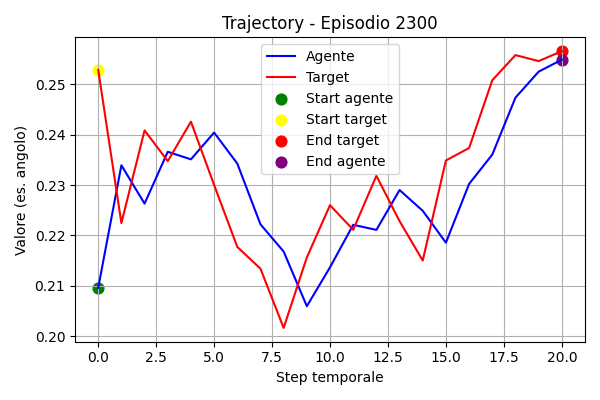 Trajectory - Episodio 2300
Agente
Target
Start agente
Start target
End target
End agente
Valore (es. angolo)
0.25
0.24
0.23
0.22
0.21
0.20
0.0 2.5 5.0 7.5 10.0 12.5 15.0 17.5 20.0
Step temporale